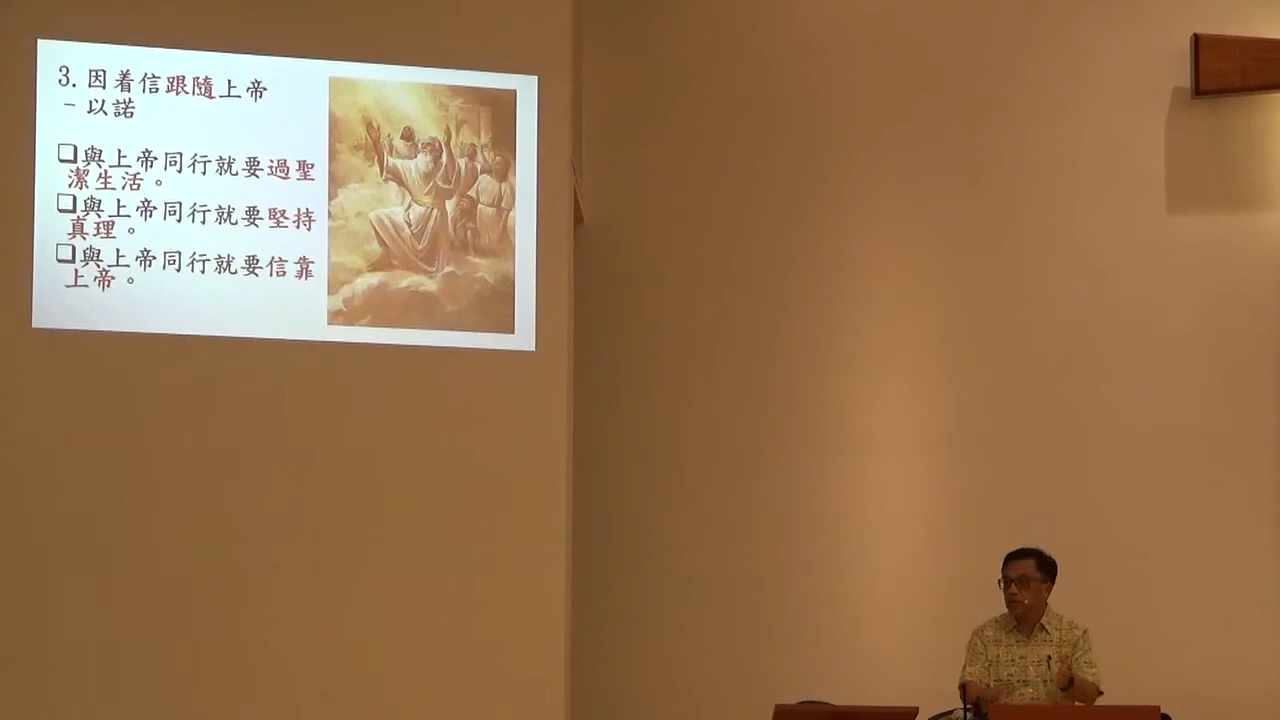 3. 因着信跟隨上帝
- 以諾
❑與上帝同行就要過聖
潔生活。
❑與上帝同行就要堅持
真理。
❑與上帝同行就要信靠
上帝。